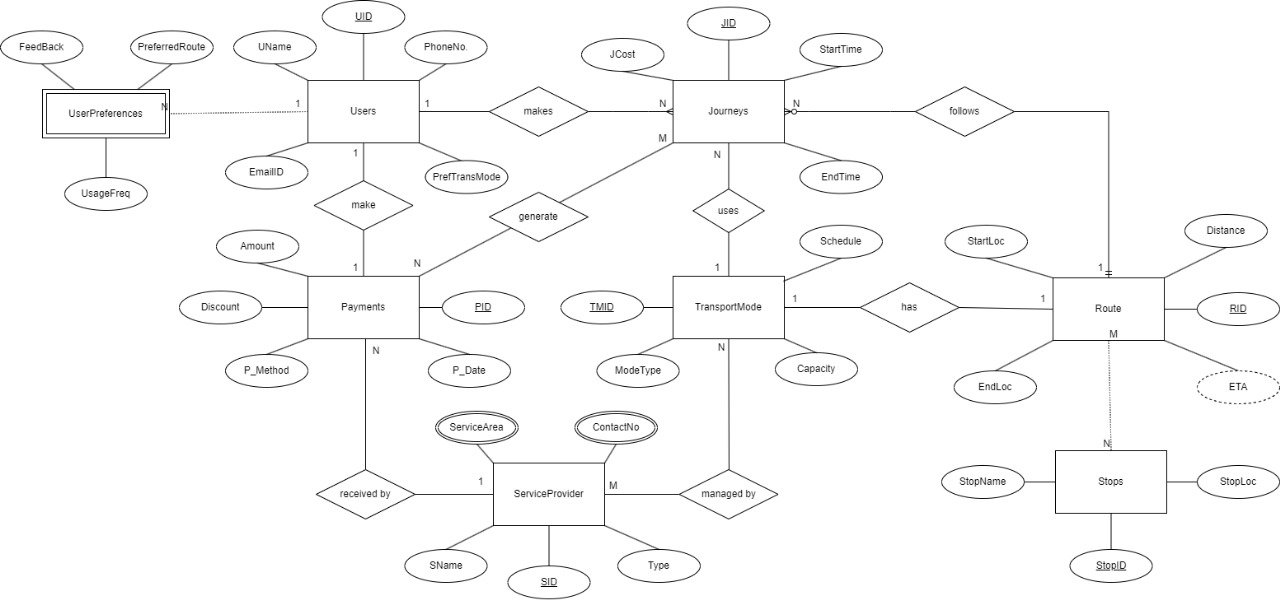 UID
JID
FeedBack
PreferredRoute
UName
PhoneNo.
JCost
StartTime
UserPreferences
N
1
Users
1
makes
N
Journeys
N
follows
M
EmailID
1
PrefTransMode
N
EndTime
UsageFreq
make
generate
uses
Amount
Schedule
StartLoc
Distance
1
N
1
1
Discount
Payments
PID
TMID
TransportMode
1
has
1
Route
RID
M
N
N
P_Method
P_Date
ModeType
Capacity
EndLoc
ETA
ServiceArea
ContactNo
N
StopName
Stops
StopLoc
received by
1
ServiceProvider
M
managed by
SName
SID
Type
StopID